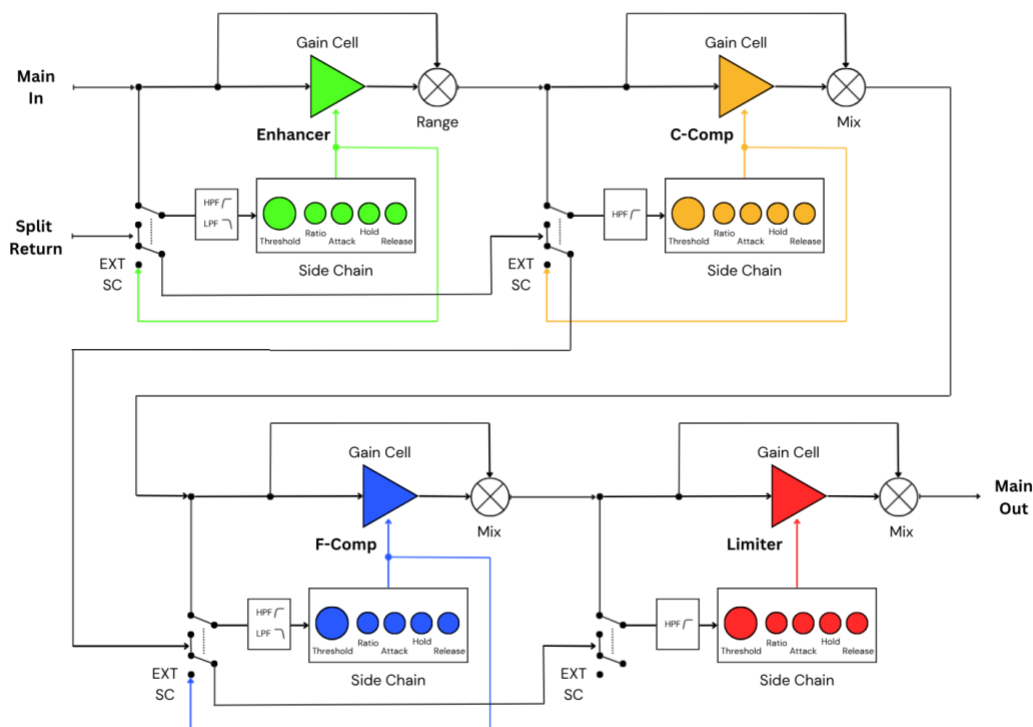 Gain Cell
Gain Cell
Main
In
Range
Mix
Enhancer
C-Comp
HPF
LPF
HPF
Threshold
Ratio
Attack
Hold
Release
Threshold
Ratio
Attack
Hold
Release
Split
Return
EXT
SC
Side Chain
EXT
SC
Side Chain
Gain Cell
Gain Cell
Main
Out
Mix
Mix
F-Comp
Limiter
HPF
LPF
HPF
Threshold
Ratio
Attack
Hold
Release
Threshold
Ratio
Attack
Hold
Release
EXT
SC
Side Chain
EXT
SC
Side Chain